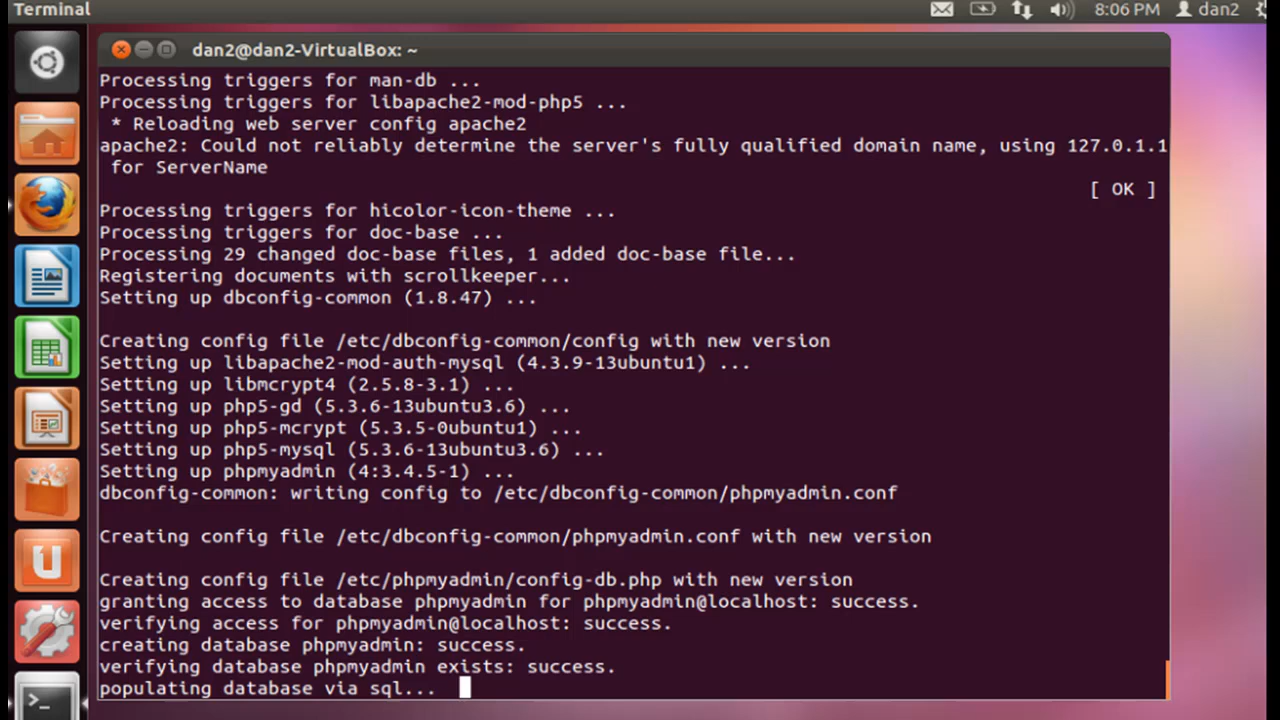 Terminal
8:06 PM dan2
dan2@dan2-VirtualBox: ~
Processing triggers for man-db ...
Processing triggers for libapache2-mod-php5 ...
* Reloading web server config apache2
apache2: Could not reliably determine the server's fully qualified domain name, using 127.0.1.1
for ServerName
[ OK ]
Processing triggers for hicolor-icon-theme ...
Processing triggers for doc-base ...
Processing 29 changed doc-base files, 1 added doc-base file...
Registering documents with scrollkeeper...
Setting up dbconfig-common (1.8.47) ...
Creating config file /etc/dbconfig-common/config with new version
Setting up libapache2-mod-auth-mysql (4.3.9-13ubuntu1) ...
Setting up libmcrypt4 (2.5.8-3.1) ...
Setting up php5-gd (5.3.6-13ubuntu3.6) ...
Setting up php5-mcrypt (5.3.5-0ubuntu1) ...
Setting up php5-mysql (5.3.6-13ubuntu3.6) ...
Setting up phpmyadmin (4:3.4.5-1) ...
dbconfig-common: writing config to /etc/dbconfig-common/phpmyadmin.conf
Creating config file /etc/dbconfig-common/phpmyadmin.conf with new version
Creating config file /etc/phpmyadmin/config-db.php with new version
granting access to database phpmyadmin for phpmyadmin@localhost: success.
verifying access for phpmyadmin@localhost: success.
creating database phpmyadmin: success.
verifying database phpmyadmin exists: success.
populating database via sql...